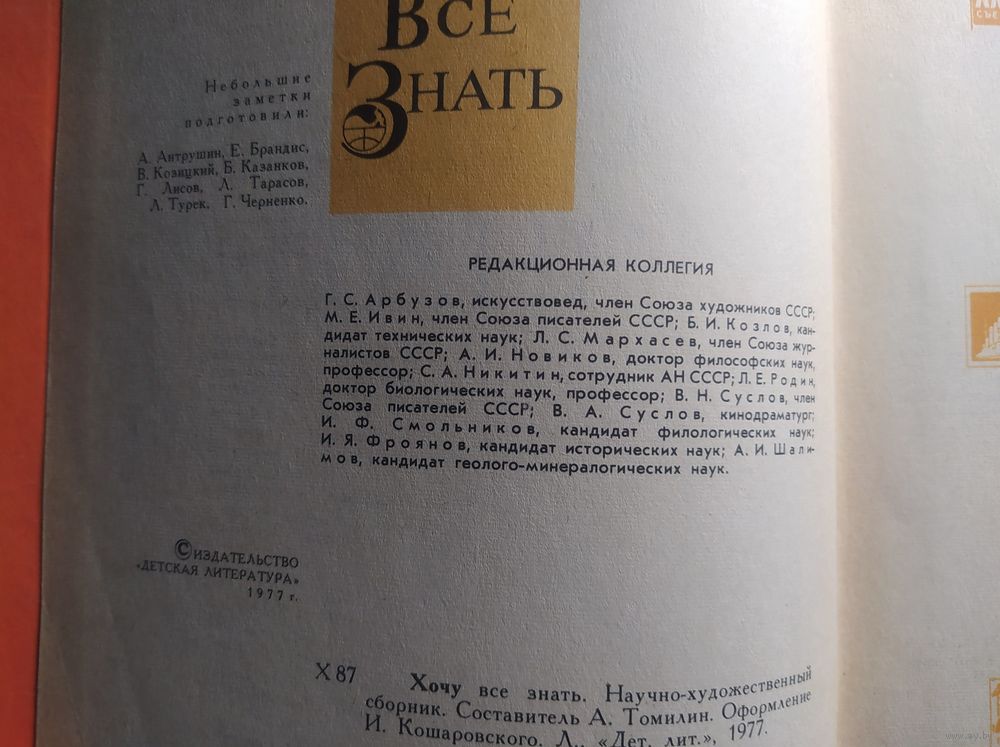 ВСЕ
ЗНАТЬ
Небольшие
заметки
подготовили:
А. Антрушин, Е. Брандис,
В. Козицкий, Б. Казанков,
Г. Лисов, Л. Тарасов,
Л. Турек, Г. Черненко.
РЕДАКЦИОННАЯ КОЛЛЕГИЯ
Г. С. Арбузов, искусствовед, член Союза художников СССР;
М. Е. Ивин, член Союза писателей СССР; Б. И. Козлов, кан-
дидат технических наук; Л. С. Мархасев, член Союза жур-
налистов СССР; А. И. Новиков, доктор философских наук,
профессор; С. А. Никитин, сотрудник АН СССР; Л. Е. Родин,
доктор биологических наук, профессор; В. Н. Суслов, член
Союза писателей СССР; В. А. Суслов, кинодраматург;
И. Ф. Смольников, кандидат филологических наук;
И. Я. Фроянов, кандидат исторических наук; А. И. Шали-
мов, кандидат геолого-минералогических наук.
© ИЗДАТЕЛЬСТВО
«ДЕТСКАЯ ЛИТЕРАТУРА»
1977 г.
Х 87
Хочу все знать. Научно-художественный
сборник. Составитель А. Томилин. Оформление
И. Кошаровского. Л., «Дет. лит.», 1977.